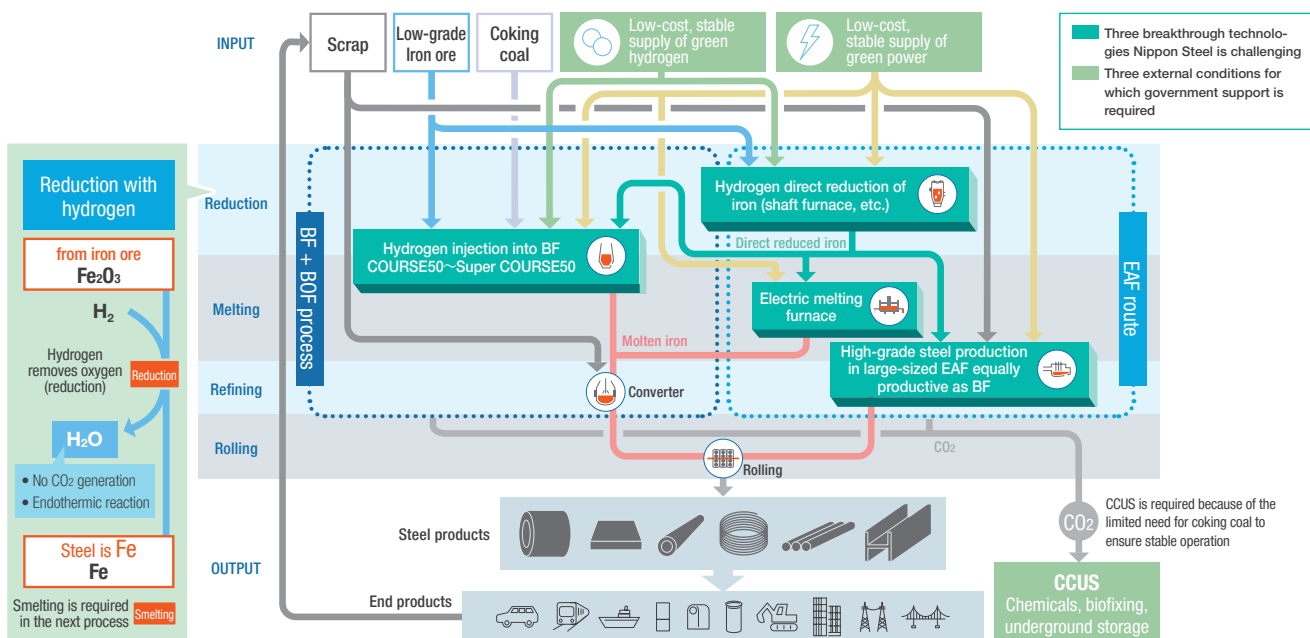 INPUT
Scrap
Low-grade
Iron ore
Coking
coal
Low-cost, stable
supply of green
hydrogen
Low-cost,
stable supply of
green power
Three breakthrough technolo-
gies Nippon Steel is challenging
Three external conditions for
which government support is
required
Reduction with
hydrogen
from iron ore
Fe₂O₃
H₂
Hydrogen
removes oxygen
(reduction)
Reduction
H₂O
• No CO₂ generation
• Endothermic reaction
Steel is Fe
Fe
Smelting is required
in the next process
Smelting
Reduction
Melting
Refining
Rolling
OUTPUT
BF + BOF process
EAF route
Hydrogen direct reduction of
iron (shaft furnace, etc.)
Direct reduced iron
Hydrogen injection into BF
COURSE50～Super COURSE50
Electric melting
furnace
Molten iron
High-grade steel production
in large-sized EAF equally
productive as BF
Converter
CO₂
Rolling
Steel products
CO₂
CCUS is required because of the
limited need for coking coal to
ensure stable operation
CCUS
Chemicals, biofixing,
underground storage
End products